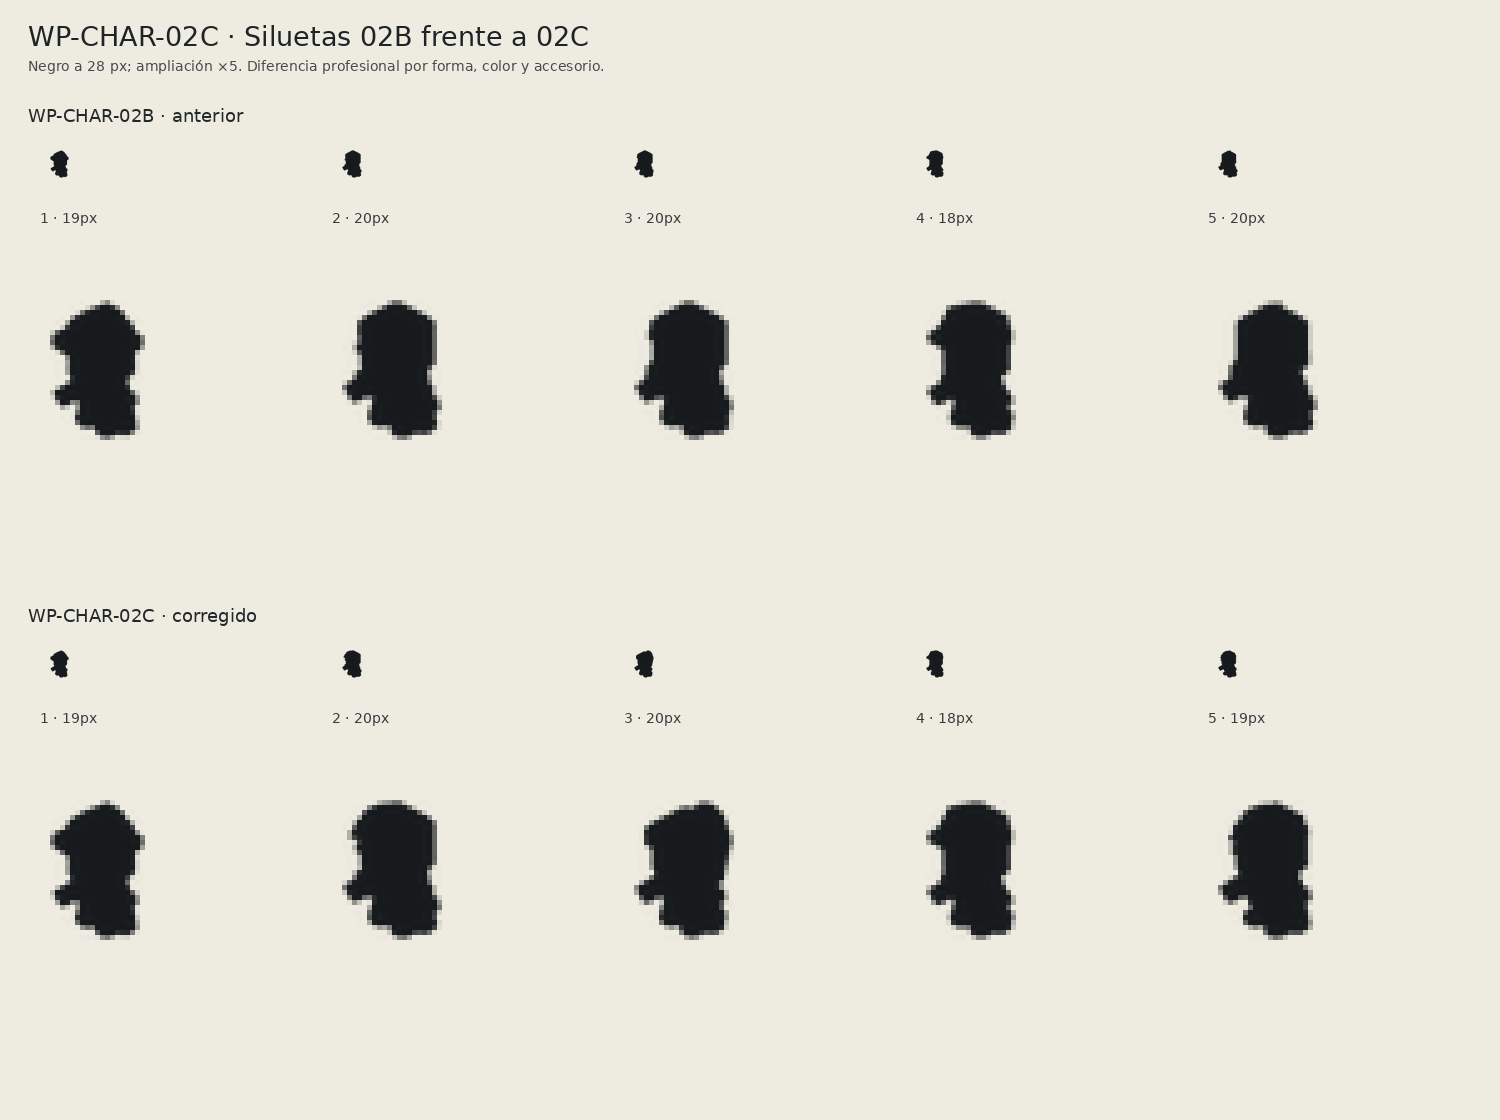 WP-CHAR-02C · Siluetas 02B frente a 02C
Negro a 28 px; ampliación ×5. Diferencia profesional por forma, color y accesorio.
WP-CHAR-02B · anterior
1 · 19px
2 · 20px
3 · 20px
4 · 18px
5 · 20px
WP-CHAR-02C · corregido
1 · 19px
2 · 20px
3 · 20px
4 · 18px
5 · 19px